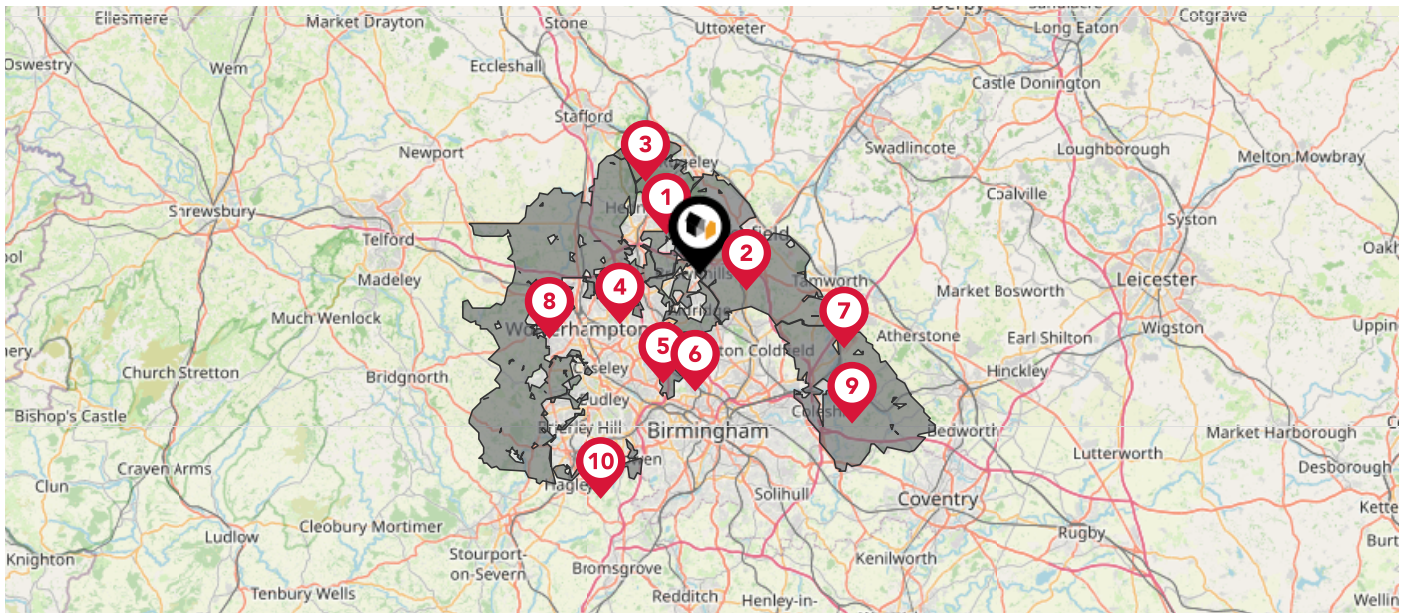 Ellesmere
Market Drayton
Stone
Uttoxeter
Derby
Long Eaton
Cotgrave
Oswestry
Wem
Eccleshall
Castle Donington
Stafford
Newport
3
Swadlincote
Loughborough
Melton Mowbray
1
Coalville
Shrewsbury
Syston
Telford
2
Madeley
Tamworth
Market Bosworth
Leicester
4
8
7
Much Wenlock
Atherstone
Earl Shilton
Wigston
5
6
Church Stretton
Bridgnorth
Hinckley
9
Bishop's Castle
Birmingham
Bedworth
Market Harborough
10
Craven Arms
Lutterworth
Desborough
Clun
Solihull
Coventry
Cleobury Mortimer
Rugby
Ludlow
Knighton
Stourport-
on-Severn
Bromsgrove
Kenilworth
Tenbury Wells
Redditch
Henley-in-